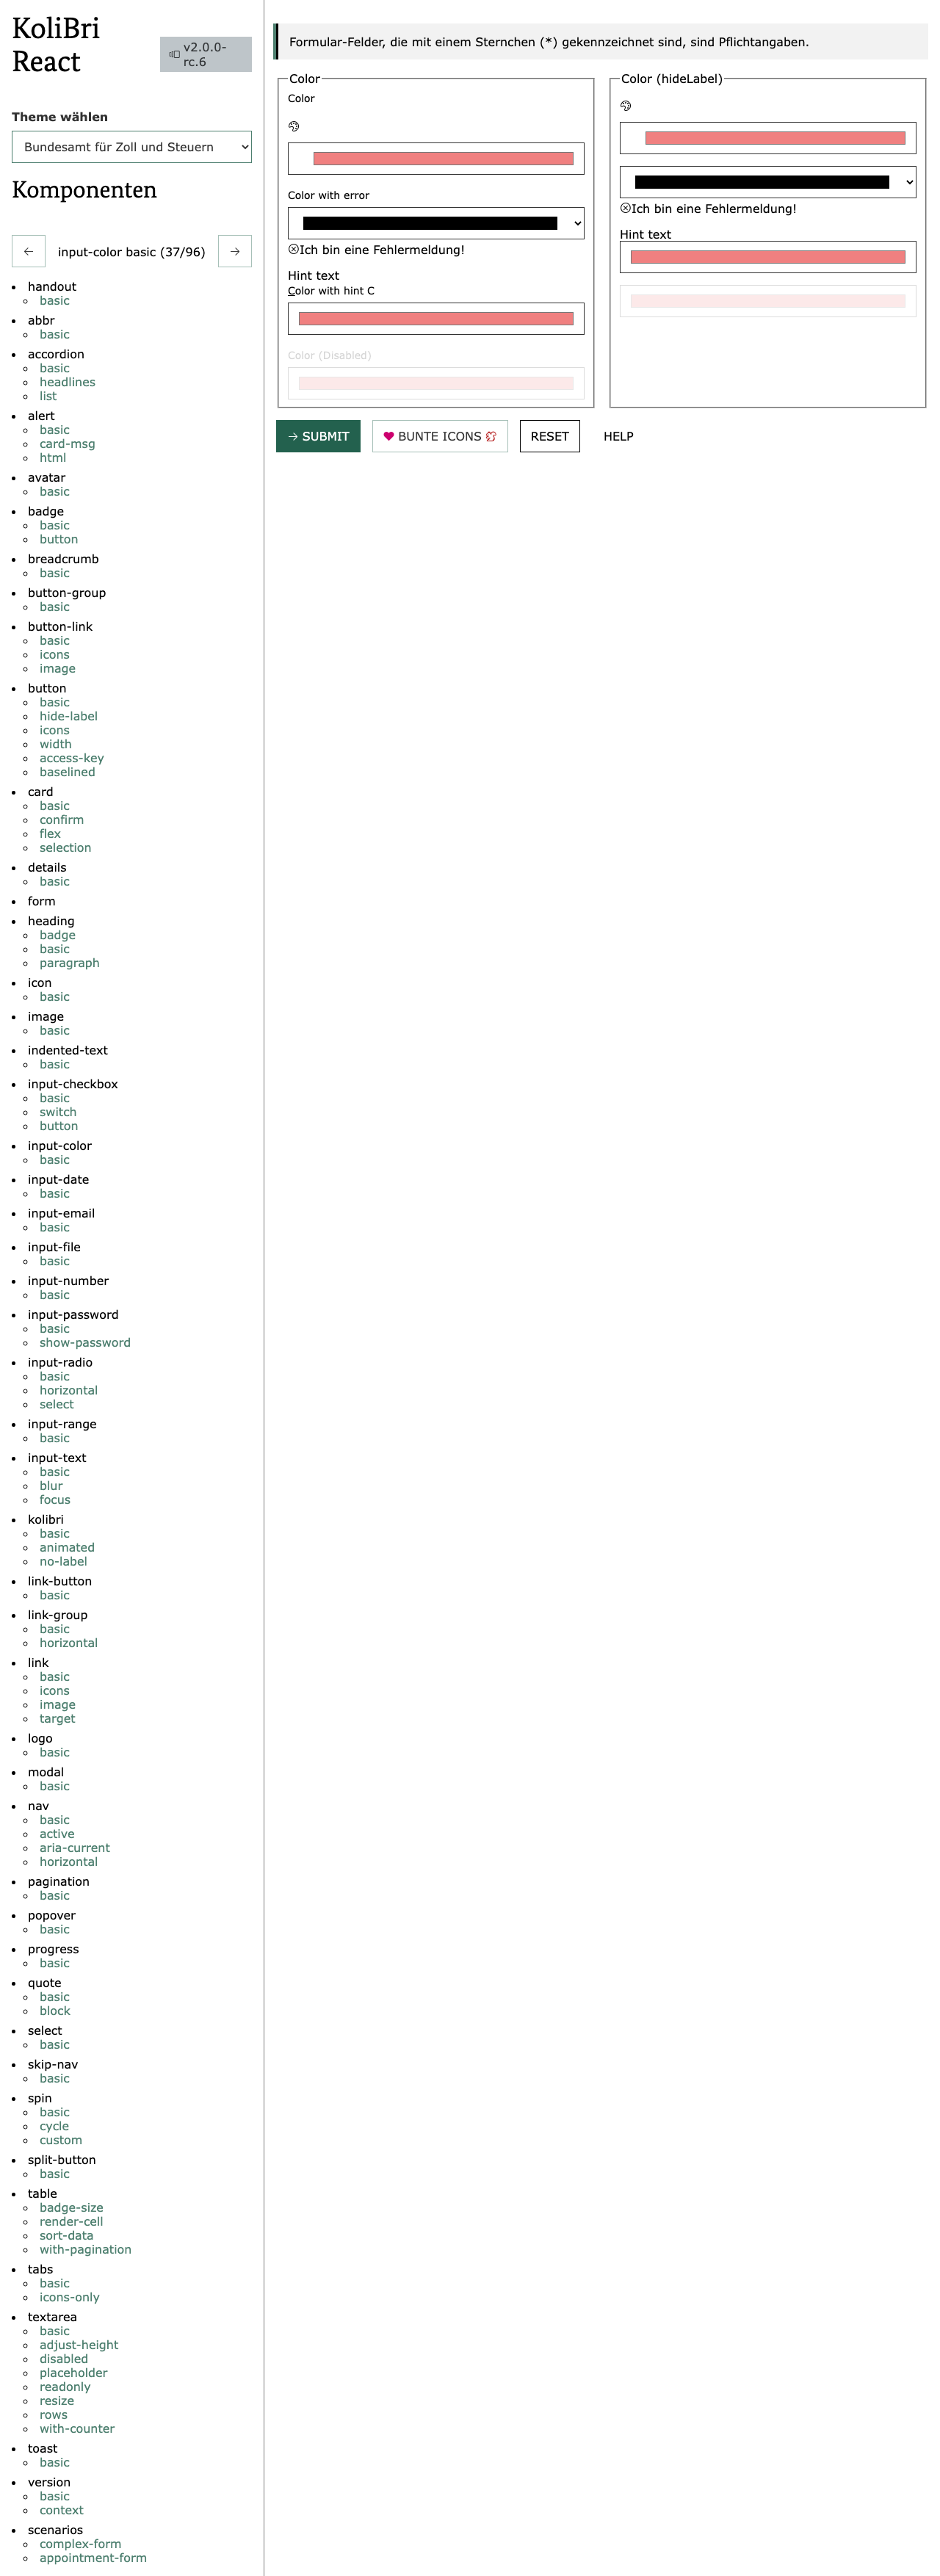 KoliBri
React
v2.0.0-
rc.6
Theme wählen
Bundesamt für Zoll und Steuern
Komponenten
input-color basic (37/96)
handout
basic
abbr
basic
accordion
basic
headlines
list
alert
basic
card-msg
html
avatar
basic
badge
basic
button
breadcrumb
basic
button-group
basic
button-link
basic
icons
image
button
basic
hide-label
icons
width
access-key
baselined
card
basic
confirm
flex
selection
details
basic
form
heading
badge
basic
paragraph
icon
basic
image
basic
indented-text
basic
input-checkbox
basic
switch
button
input-color
basic
input-date
basic
input-email
basic
input-file
basic
input-number
basic
input-password
basic
show-password
input-radio
basic
horizontal
select
input-range
basic
input-text
basic
blur
focus
kolibri
basic
animated
no-label
link-button
basic
link-group
basic
horizontal
link
basic
icons
image
target
logo
basic
modal
basic
nav
basic
active
aria-current
horizontal
pagination
basic
popover
basic
progress
basic
quote
basic
block
select
basic
skip-nav
basic
spin
basic
cycle
custom
split-button
basic
table
badge-size
render-cell
sort-data
with-pagination
tabs
basic
icons-only
textarea
basic
adjust-height
disabled
placeholder
readonly
resize
rows
with-counter
toast
basic
version
basic
context
scenarios
complex-form
appointment-form
Formular-Felder, die mit einem Sternchen (*) gekennzeichnet sind, sind Pflichtangaben.
Color
Color
Color with error
Ich bin eine Fehlermeldung!
Hint text
Color with hint C
Color (Disabled)
Color (hideLabel)
Ich bin eine Fehlermeldung!
Hint text
SUBMIT
BUNTE ICONS
RESET
HELP